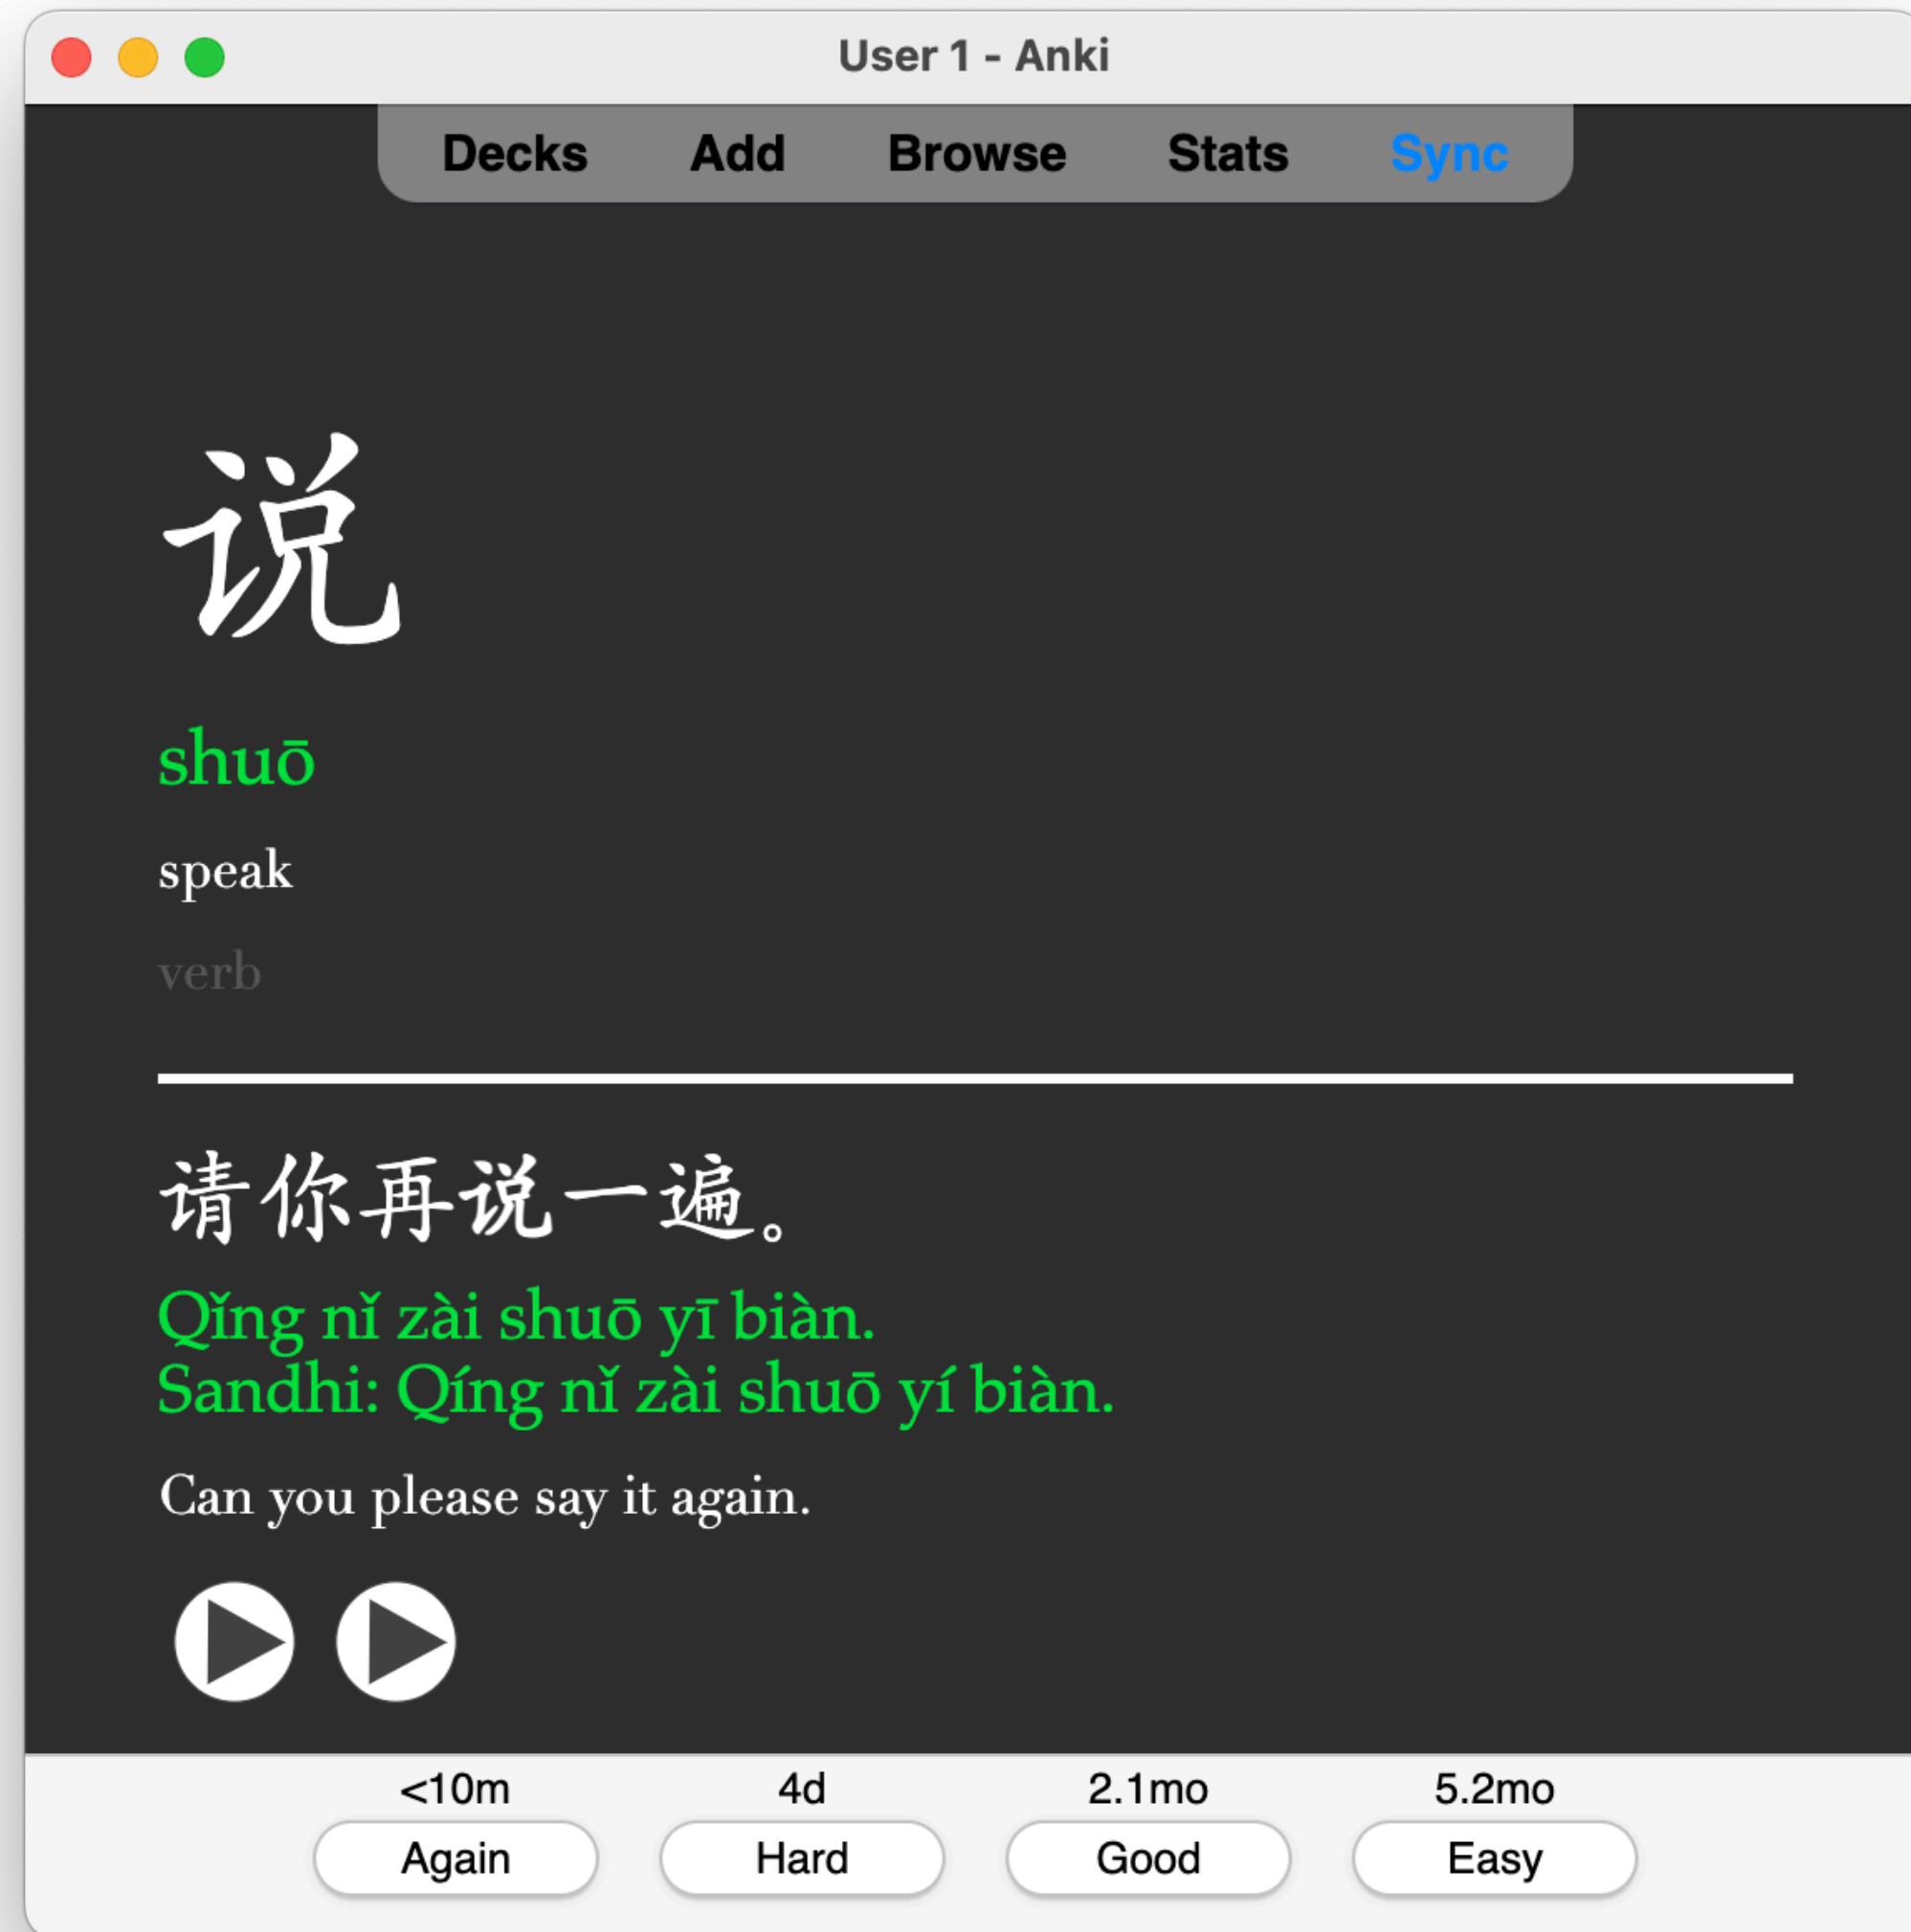 User 1 - Anki
Decks Add Browse Stats Sync
说
shuō
speak
verb
请你再说一遍。
Qǐng nǐ zài shuō yī biàn.
Sandhi: Qíng nǐ zài shuō yí biàn.
Can you please say it again.
<10m 4d 2.1mo 5.2mo
Again Hard Good Easy